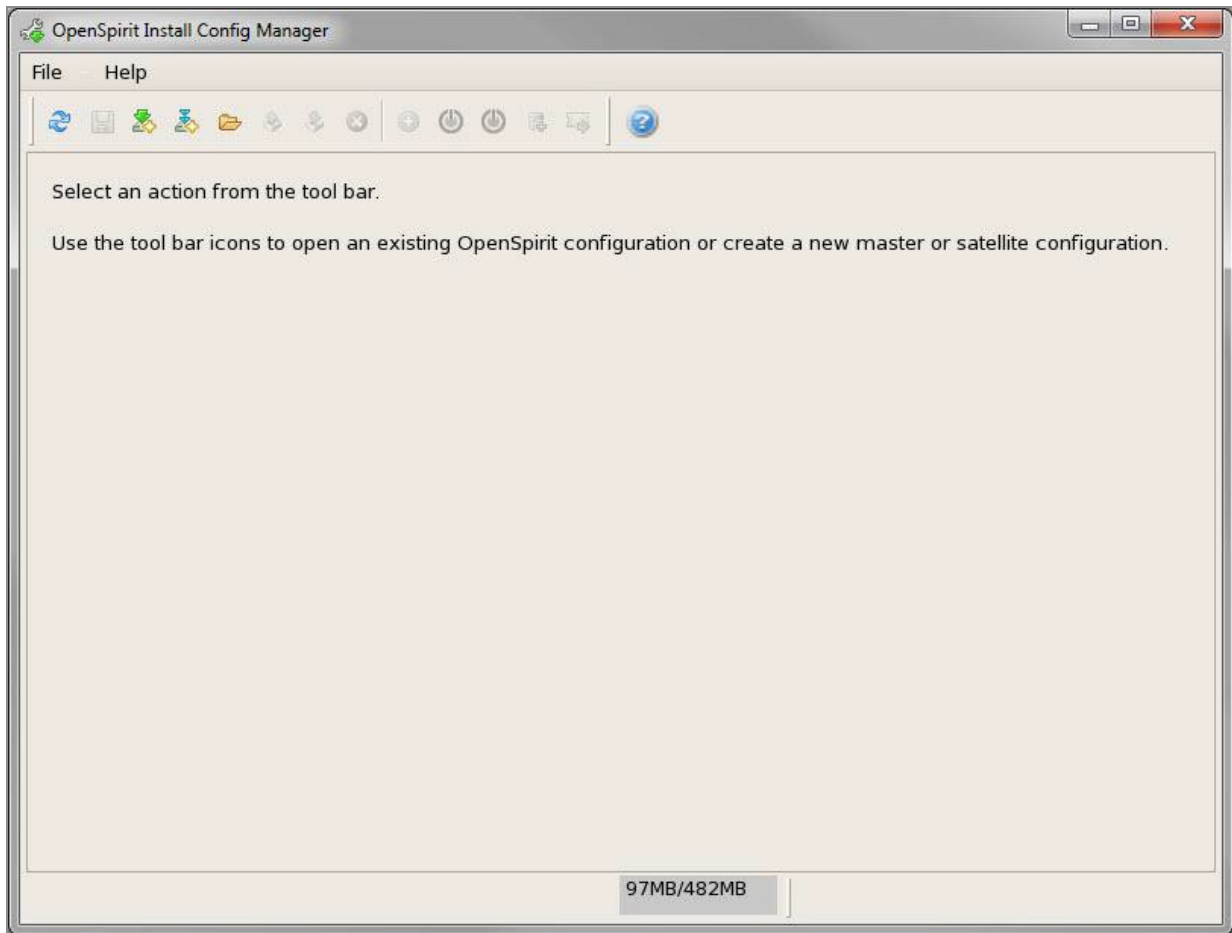 OpenSpirit Install Config Manager
File Help
Select an action from the tool bar.
Use the tool bar icons to open an existing OpenSpirit configuration or create a new master or satellite configuration.
97MB/482MB